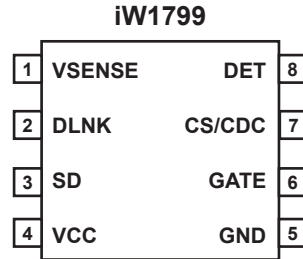 iW1799
1 VSENSE DET 8
2 DLNK CS/CDC 7
3 SD GATE 6
4 VCC GND 5